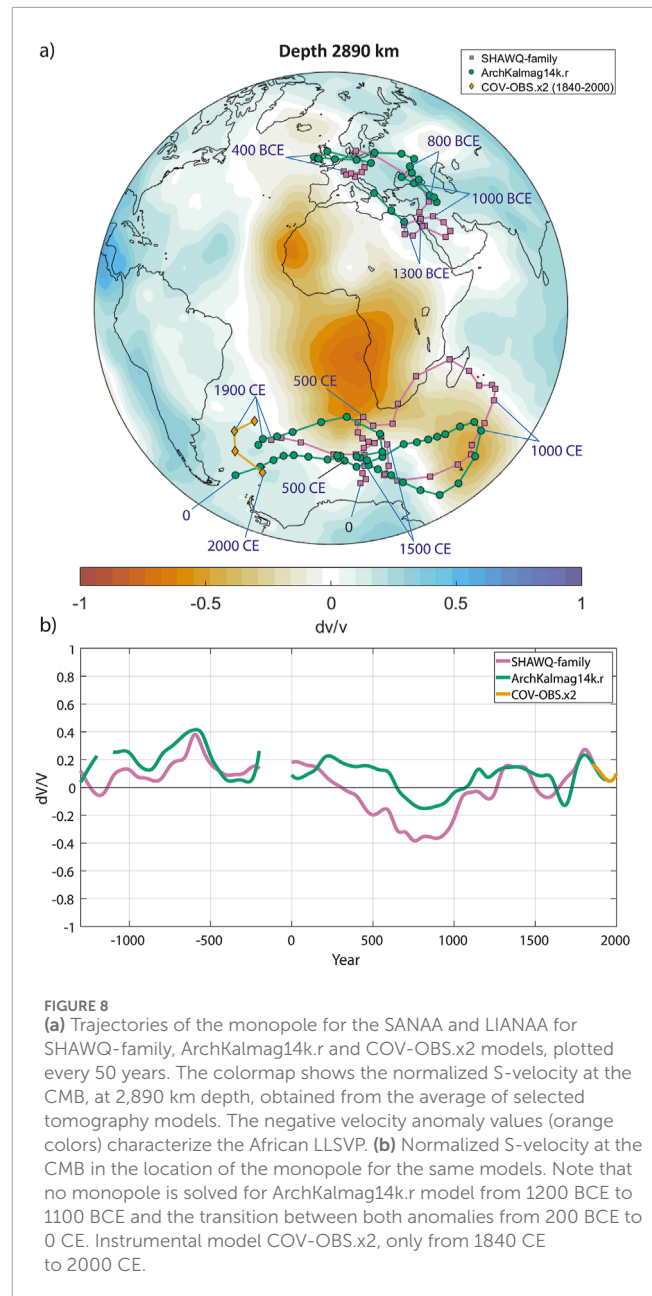 a)
Depth 2890 km
SHAWQ-family
ArchKalmag14k.r
COV-OBS.x2 (1840-2000)
400 BCE
800 BCE
1000 BCE
1300 BCE
500 CE
1900 CE
1000 CE
0
500 CE
0
2000 CE
1500 CE
-1 -0.5 0 0.5 1
dv/v
b)
SHAWQ-family
ArchKalmag14k.r
COV-OBS.x2
1
0.8
0.6
0.4
0.2
0
-0.2
-0.4
-0.6
-0.8
-1
dV/V
-1000 -500 0 500 1000 1500 2000
Year
FIGURE 8
(a) Trajectories of the monopole for the SANAA and LIANAA for
SHAWQ-family, ArchKalmag14k.r and COV-OBS.x2 models, plotted
every 50 years. The colormap shows the normalized S-velocity at the
CMB, at 2,890 km depth, obtained from the average of selected
tomography models. The negative velocity anomaly values (orange
colors) characterize the African LLSVP. (b) Normalized S-velocity at the
CMB in the location of the monopole for the same models. Note that
no monopole is solved for ArchKalmag14k.r model from 1200 BCE to
1100 BCE and the transition between both anomalies from 200 BCE to
0 CE. Instrumental model COV-OBS.x2, only from 1840 CE
to 2000 CE.